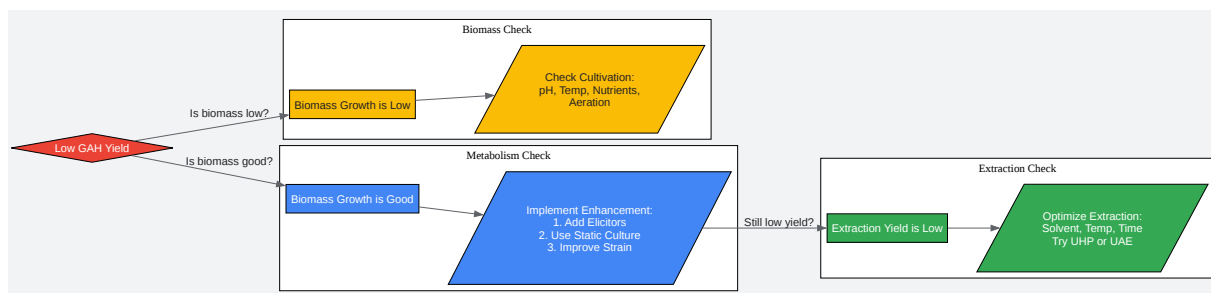 Biomass Check
Biomass Growth is Low
Check Cultivation:
pH, Temp, Nutrients,
Aeration
Is biomass low?
Low GAH Yield
Is biomass good?
Metabolism Check
Biomass Growth is Good
Implement Enhancement:
1. Add Elicitors
2. Use Static Culture
3. Improve Strain
Still low yield?
Extraction Check
Extraction Yield is Low
Optimize Extraction:
Solvent, Temp, Time
Try UHP or UAE